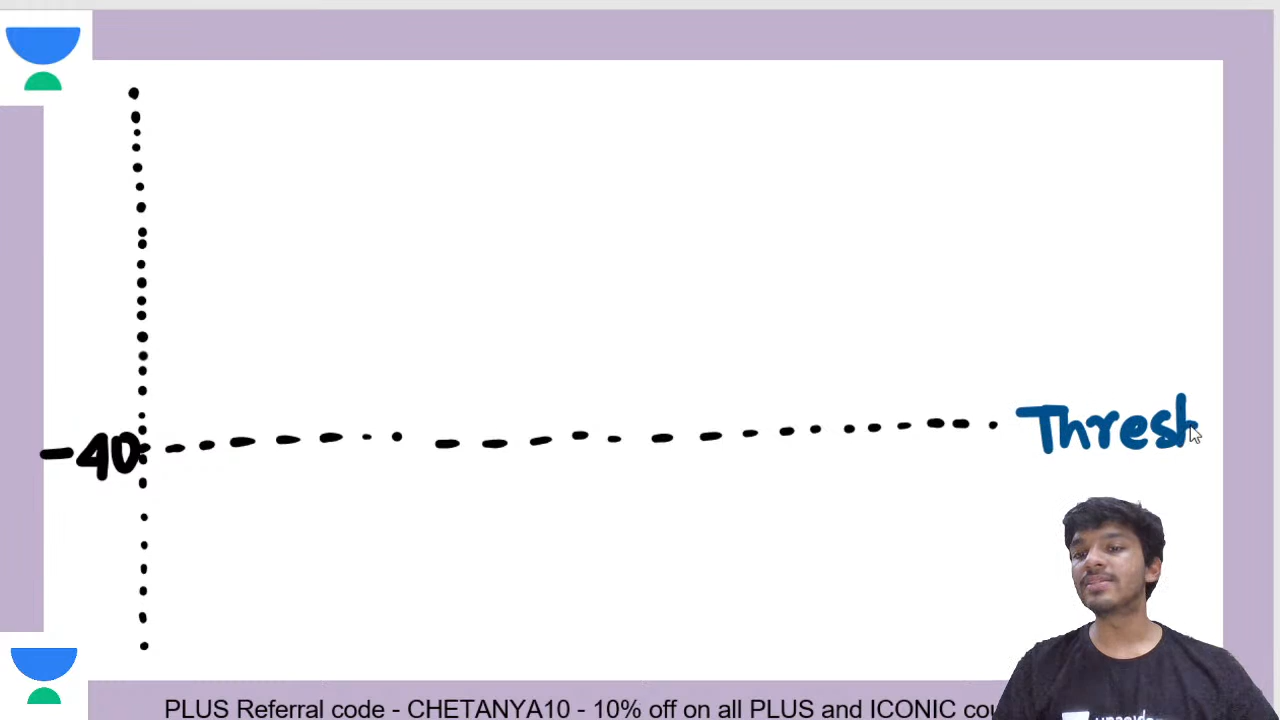 Thresh
-40
PLUS Referral code - CHETANYA10 - 10% off on all PLUS and ICONIC cou